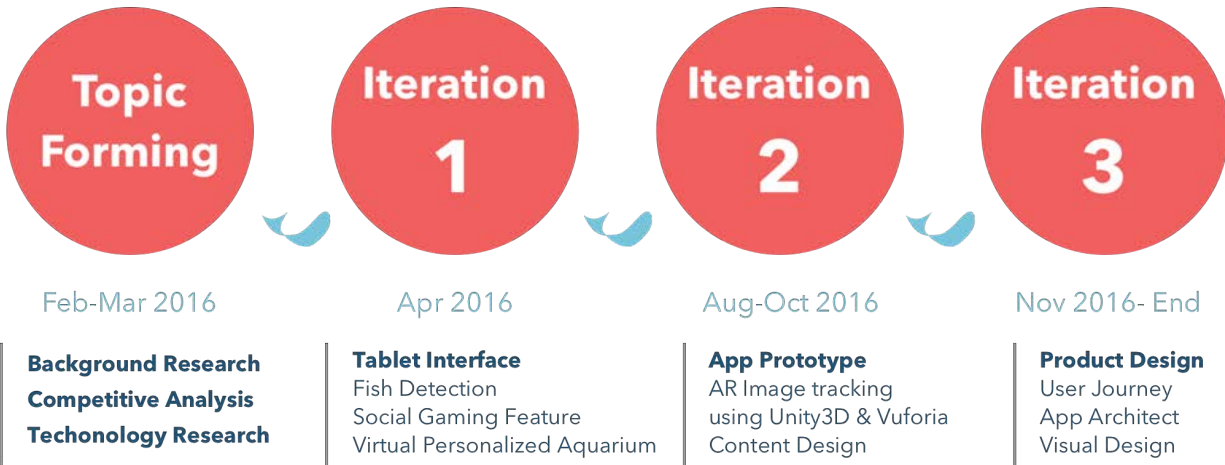 Topic
Forming
Iteration
1
Iteration
2
Iteration
3
Feb-Mar 2016
Apr 2016
Aug-Oct 2016
Nov 2016- End
Background Research
Competitive Analysis
Techonology Research
Tablet Interface
Fish Detection
Social Gaming Feature
Virtual Personalized Aquarium
App Prototype
AR Image tracking
using Unity3D & Vuforia
Content Design
Product Design
User Journey
App Architect
Visual Design